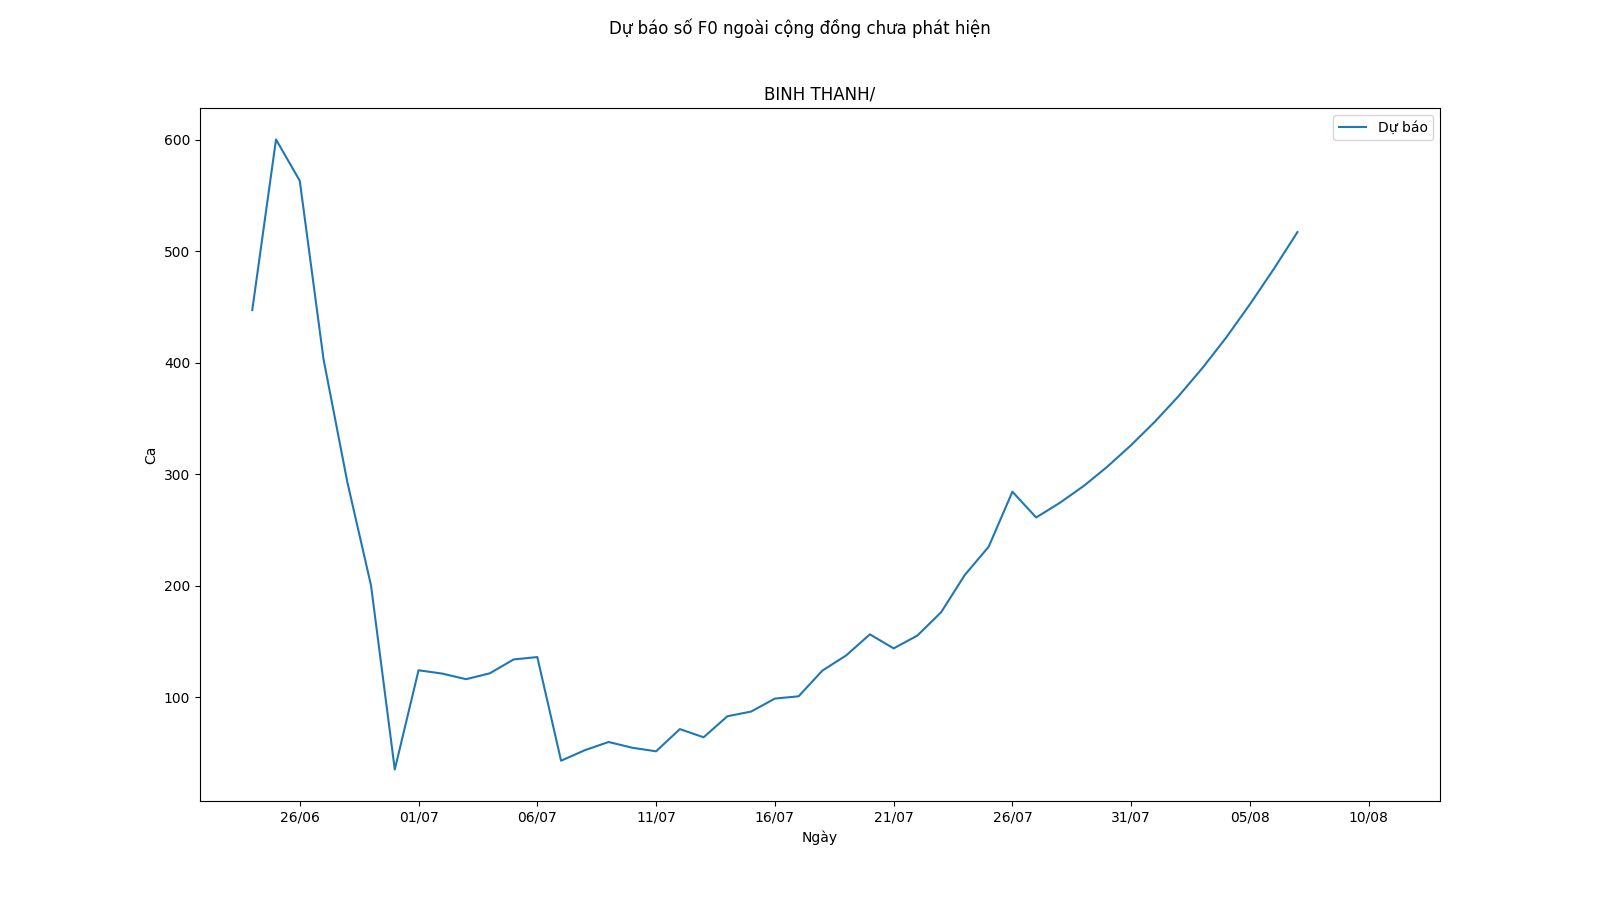 Dự báo số F0 ngoài cộng đồng chưa phát hiện
BINH THANH/
Dự báo
600
500
400
300
200
100
Ca
26/06 01/07 06/07 11/07 16/07 21/07 26/07 31/07 05/08 10/08
Ngày